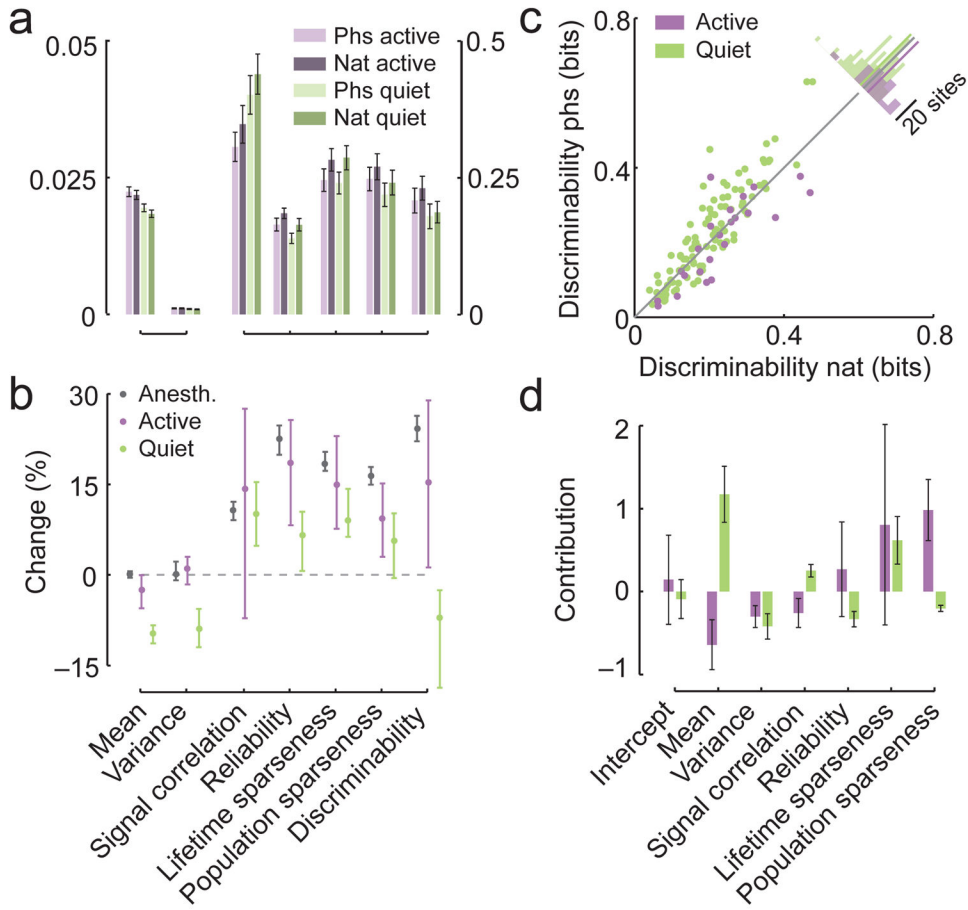 a
0.05
0.025
0
0.5
0.25
0
Phs active
Nat active
Phs quiet
Nat quiet
b
Change (%)
30
15
0
–15
Anesth.
Active
Quiet
Mean
Variance
Signal correlation
Reliability
Lifetime sparseness
Population sparseness
Discriminability
c
Discriminability phs (bits)
0.8
0.4
0
Active
Quiet
20 sites
0
0.4
0.8
Discriminability nat (bits)
d
Contribution
2
1
0
–1
Intercept
Mean
Variance
Signal correlation
Reliability
Lifetime sparseness
Population sparseness